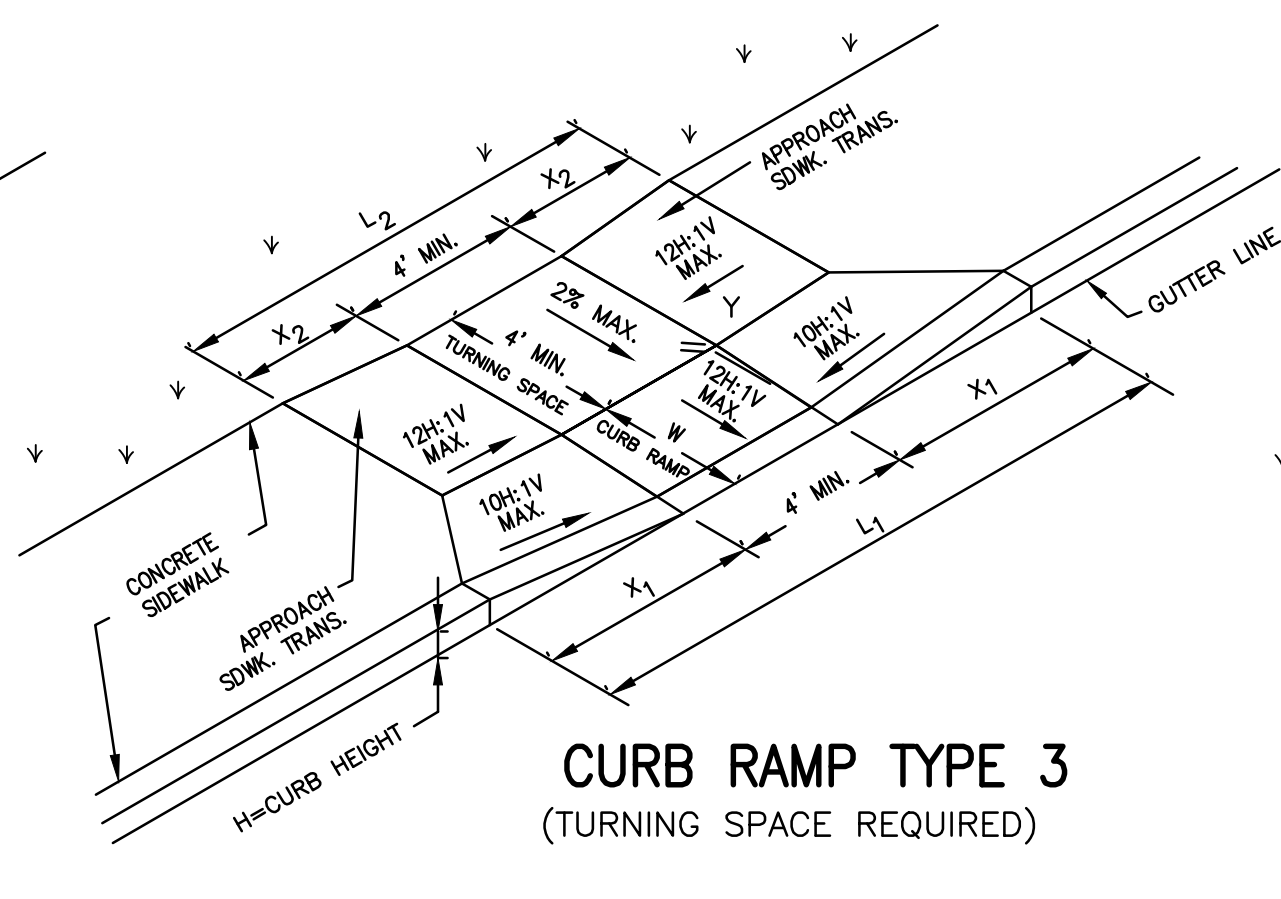 APPROACH
SDWK. TRANS.
X2
L2
4' MIN.
X2
12H:1V
MAX.
Y
2% MAX.
4' MIN.
TURNING SPACE
10H:1V
MAX.
12H:1V
MAX.
GUTTER LINE
W
CURB RAMP
X1
12H:1V
MAX.
10H:1V
MAX.
4' MIN.
L1
X1
CONCRETE
SIDEWALK
APPROACH
SDWK. TRANS.
H=CURB HEIGHT
CURB RAMP TYPE 3
(TURNING SPACE REQUIRED)